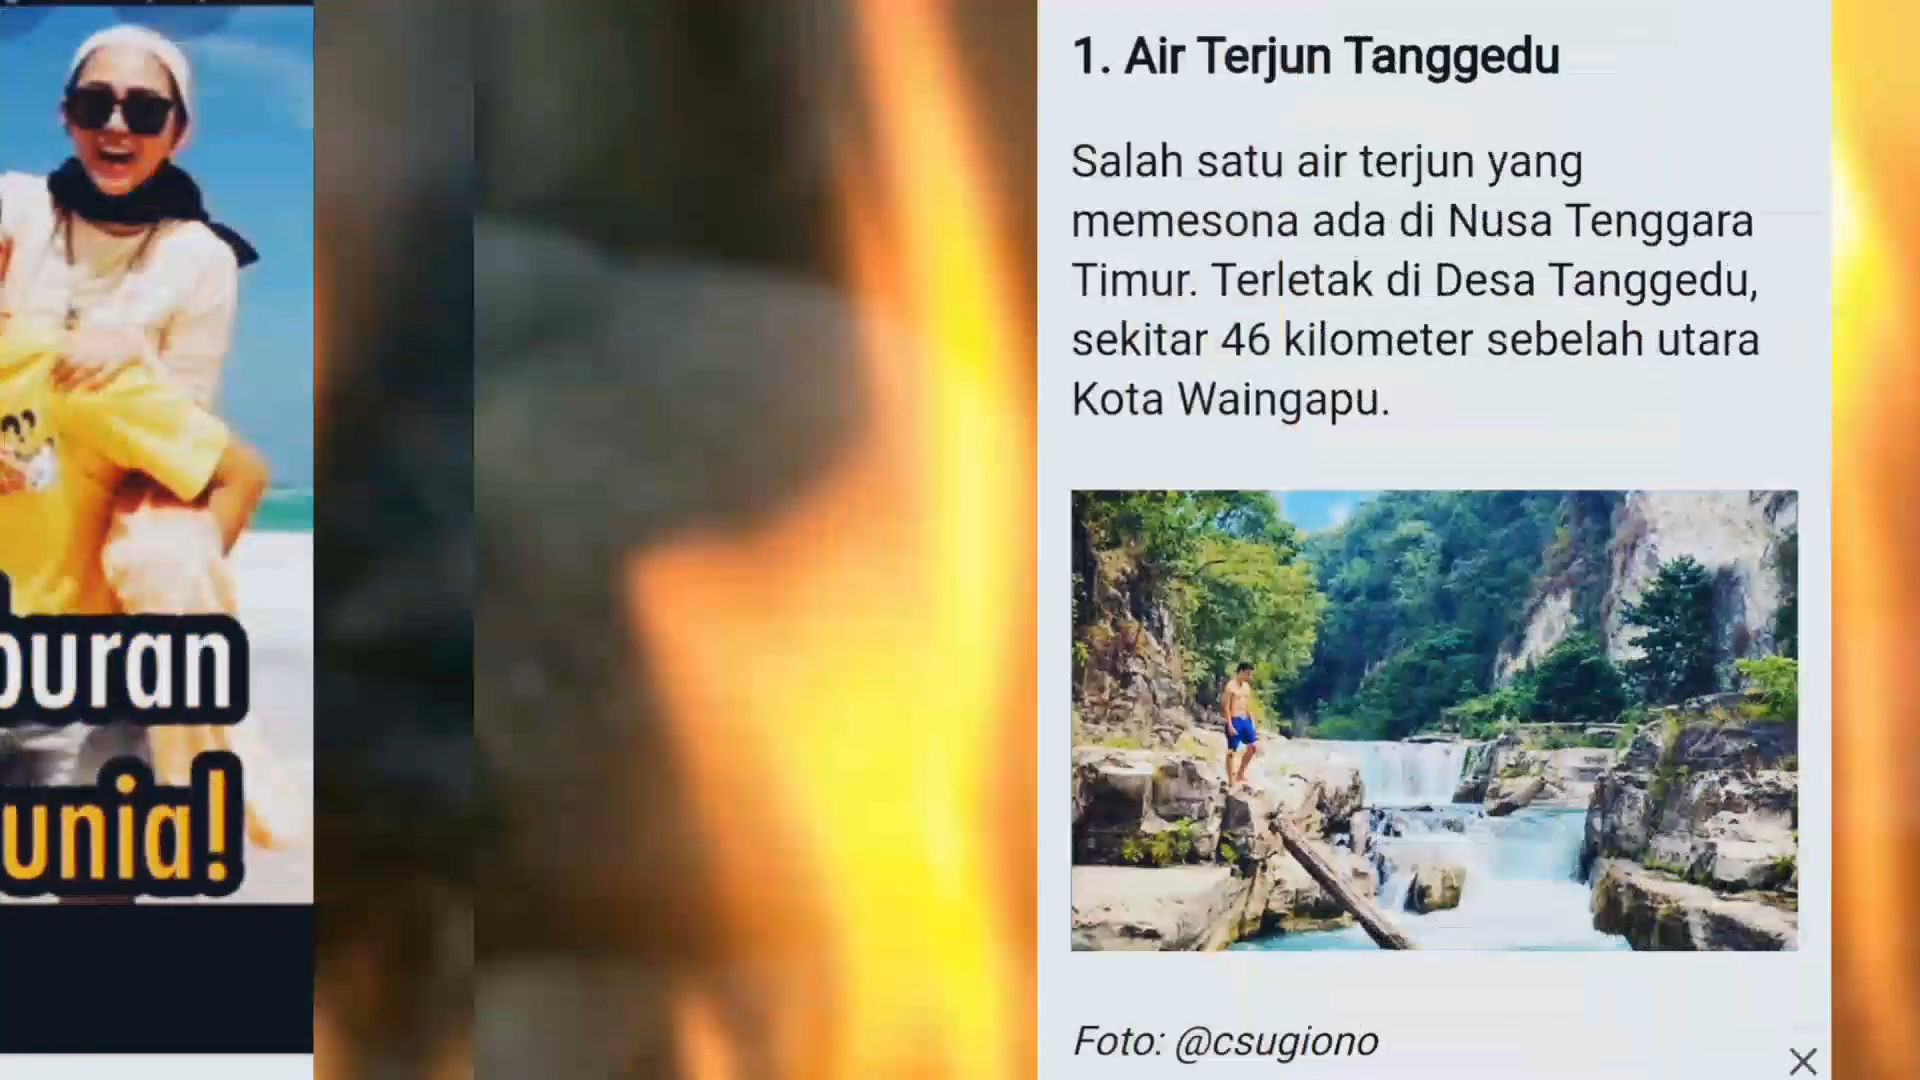 1. Air Terjun Tanggedu
Salah satu air terjun yang
memesona ada di Nusa Tenggara
Timur. Terletak di Desa Tanggedu,
sekitar 46 kilometer sebelah utara
Kota Waingapu.
Foto: @csugiono
buran
unia!